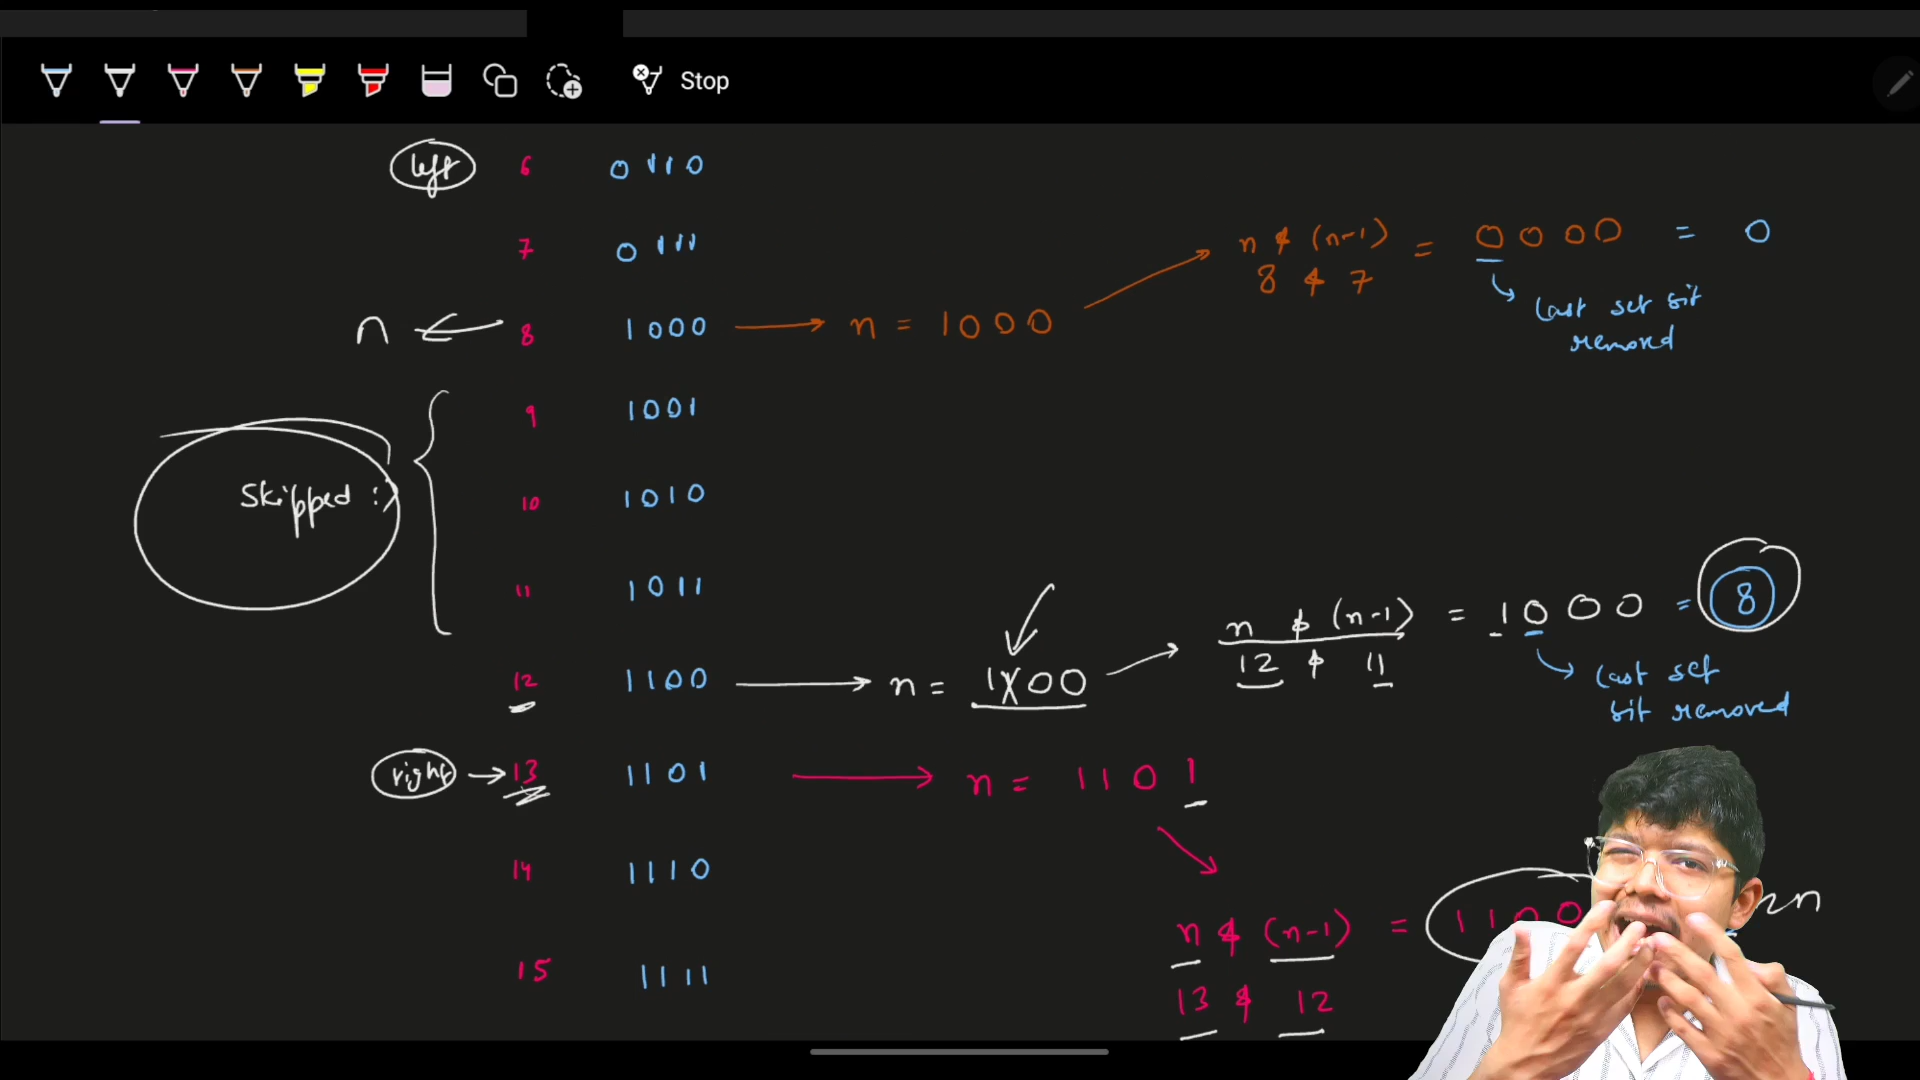 Stop
left 6 0110
7 0111
n & (n-1) = 0000 = 0
8 & 7
last set bit
removed
n ← 8 1000 → n = 1000
9 1001
Skipped :)
10 1010
11 1011
n & (n-1) = 1000 = 8
12 & 11
last set
bit removed
12 1100 → n = 1100
right → 13 1101 → n = 1101
14 1110
n & (n-1) = 1100
15 1111
13 & 12